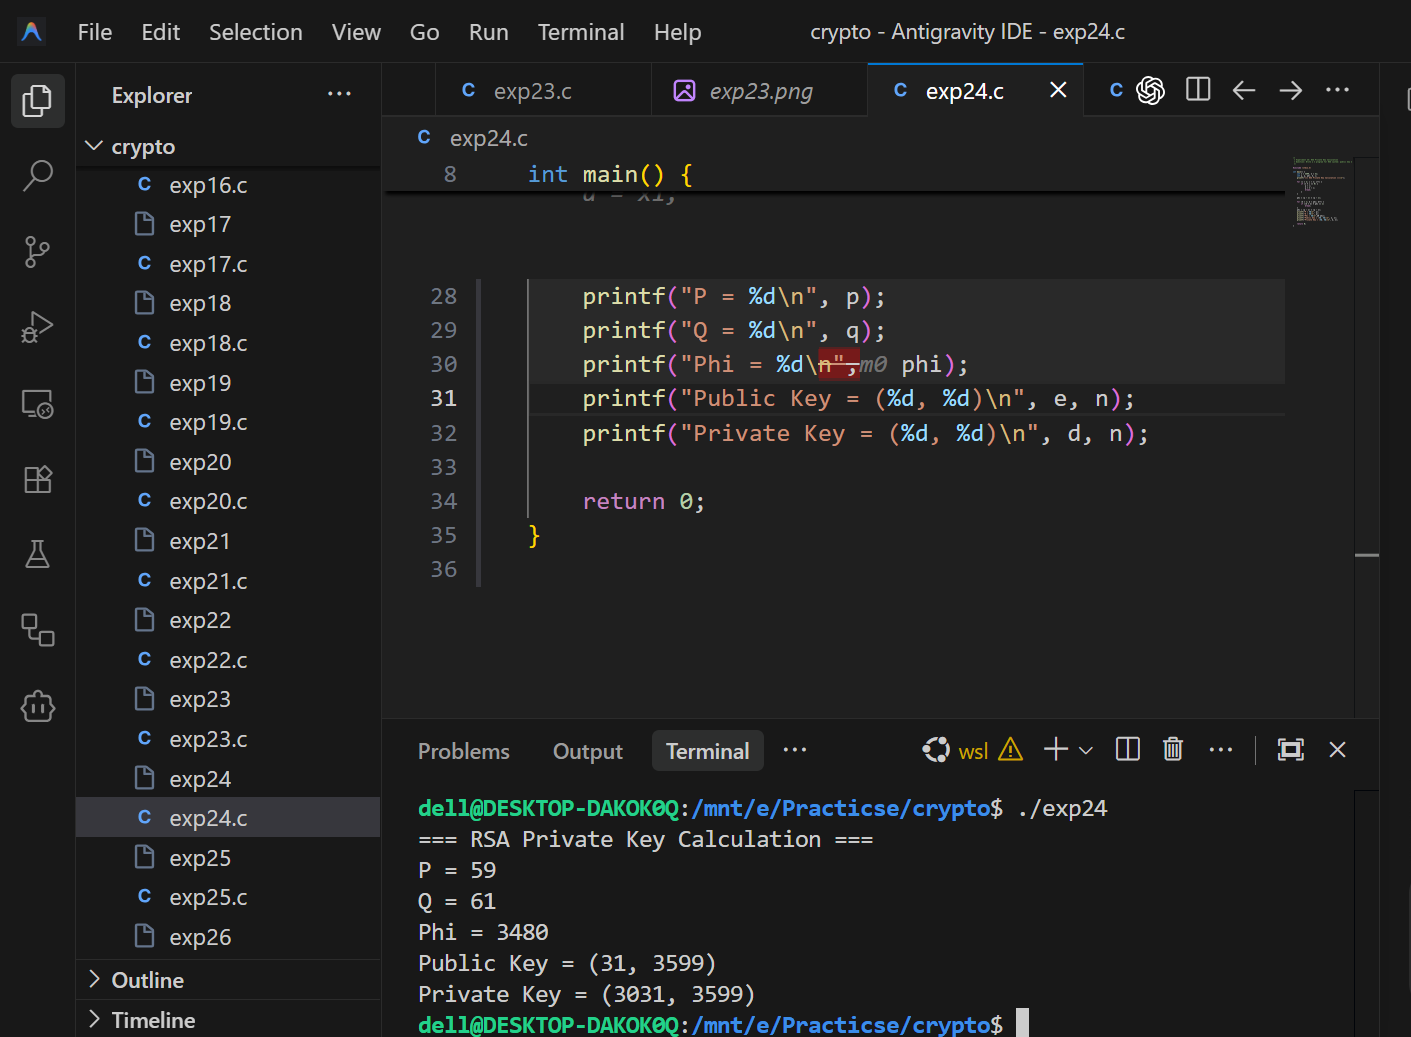 File Edit Selection View Go Run Terminal Help
crypto - Antigravity IDE - exp24.c
Explorer
crypto
C exp16.c
exp17
C exp17.c
exp18
C exp18.c
exp19
C exp19.c
exp20
C exp20.c
exp21
C exp21.c
exp22
C exp22.c
exp23
C exp23.c
exp24
C exp24.c
exp25
C exp25.c
exp26
Outline
Timeline
C exp23.c
exp23.png
C exp24.c
C
C exp24.c
8 int main() {
28 printf("P = %d\n", p);
29 printf("Q = %d\n", q);
30 printf("Phi = %d\n",m0 phi);
31 printf("Public Key = (%d, %d)\n", e, n);
32 printf("Private Key = (%d, %d)\n", d, n);
33
34 return 0;
35 }
36
Problems Output Terminal
wsl
dell@DESKTOP-DAKOK0Q:/mnt/e/Practicse/crypto$ ./exp24
=== RSA Private Key Calculation ===
P = 59
Q = 61
Phi = 3480
Public Key = (31, 3599)
Private Key = (3031, 3599)
dell@DESKTOP-DAKOK0Q:/mnt/e/Practicse/crypto$